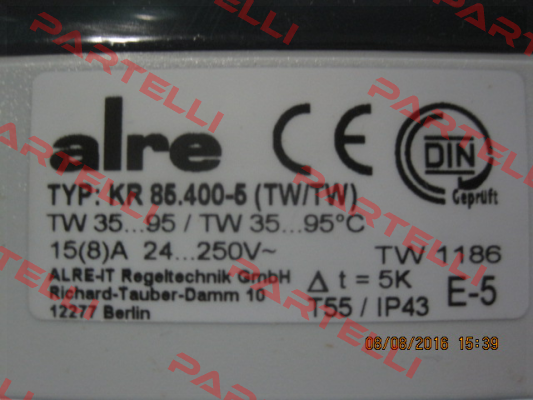 PARTELLI
PARTELLI
alre
CE
DIN
Geprüft
TYP: KR 85.400-5 (TW/TW)
TW 35...95 / TW 35...95°C
15(8)A 24...250V~
TW 1186
ALRE-IT Regeltechnik GmbH
Richard-Tauber-Damm 10
12277 Berlin
Δ t = 5K
T55 / IP43
E-5
06/06/2016 15:39
PARTELLI
PARTELLI
PARTELLI